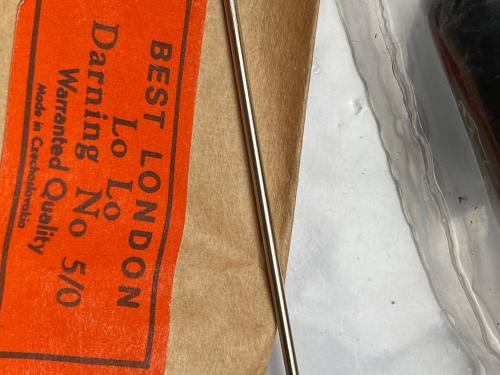 BEST LONDON
Lo Lo
Darning No 5/0
Warranted Quality
Made in Czechoslovakia